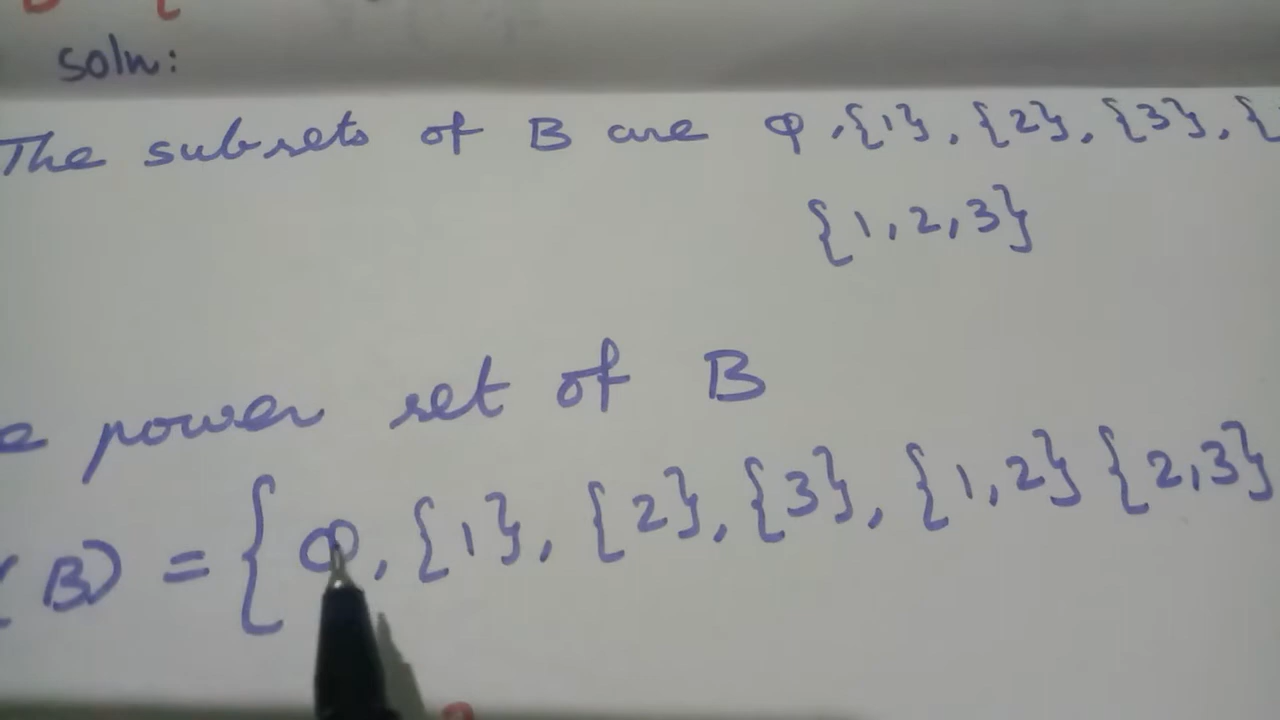 soln:
The subsets of B are φ, {1}, {2}, {3}, {
{1, 2, 3}
e power set of B
(B) = { φ, {1}, {2}, {3}, {1,2} {2,3}